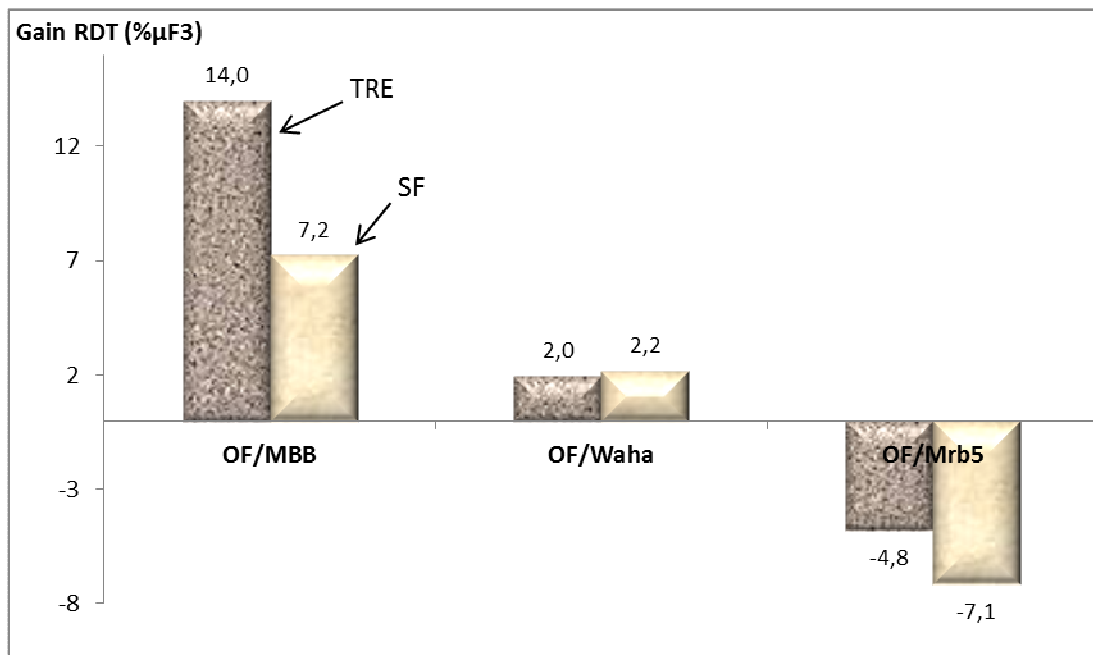 Gain RDT (%µF3)
14,0
TRE
12
SF
7,2
7
2,0
2,2
2
OF/MBB
OF/Waha
OF/Mrb5
-3
-4,8
-8
-7,1